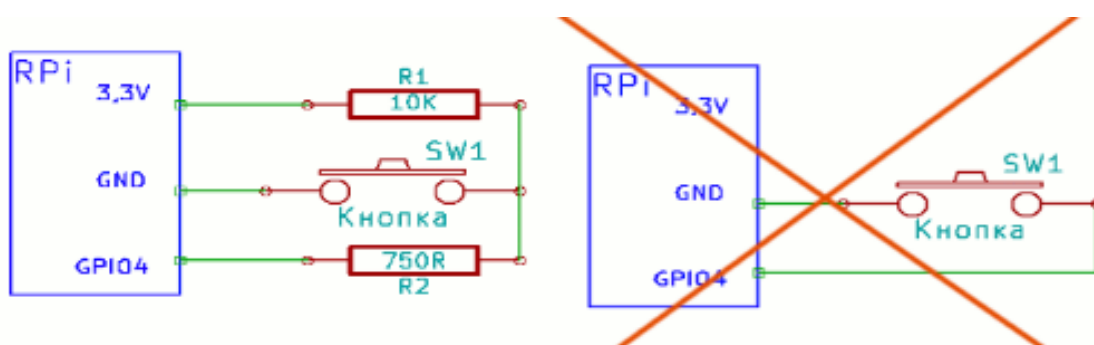 RPi
3,3V
R1
10K
GND
SW1
Кнопка
GPIO4
750R
R2
RPi
3,3V
GND
SW1
Кнопка
GPIO4